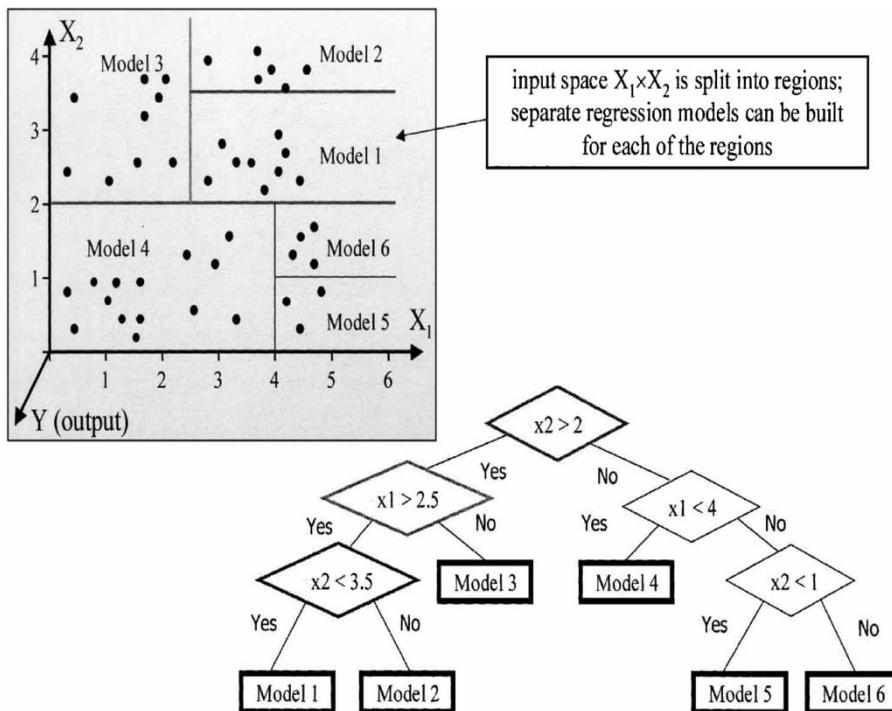 X2
4
Model 3
Model 2
3
Model 1
2
Model 4
Model 6
1
Model 5
X1
1 2 3 4 5 6
Y (output)
input space X1×X2 is split into regions;
separate regression models can be built
for each of the regions
x2 > 2
Yes No
x1 > 2.5 x1 < 4
Yes No Yes No
x2 < 3.5 Model 3 Model 4 x2 < 1
Yes No Yes No
Model 1 Model 2 Model 5 Model 6